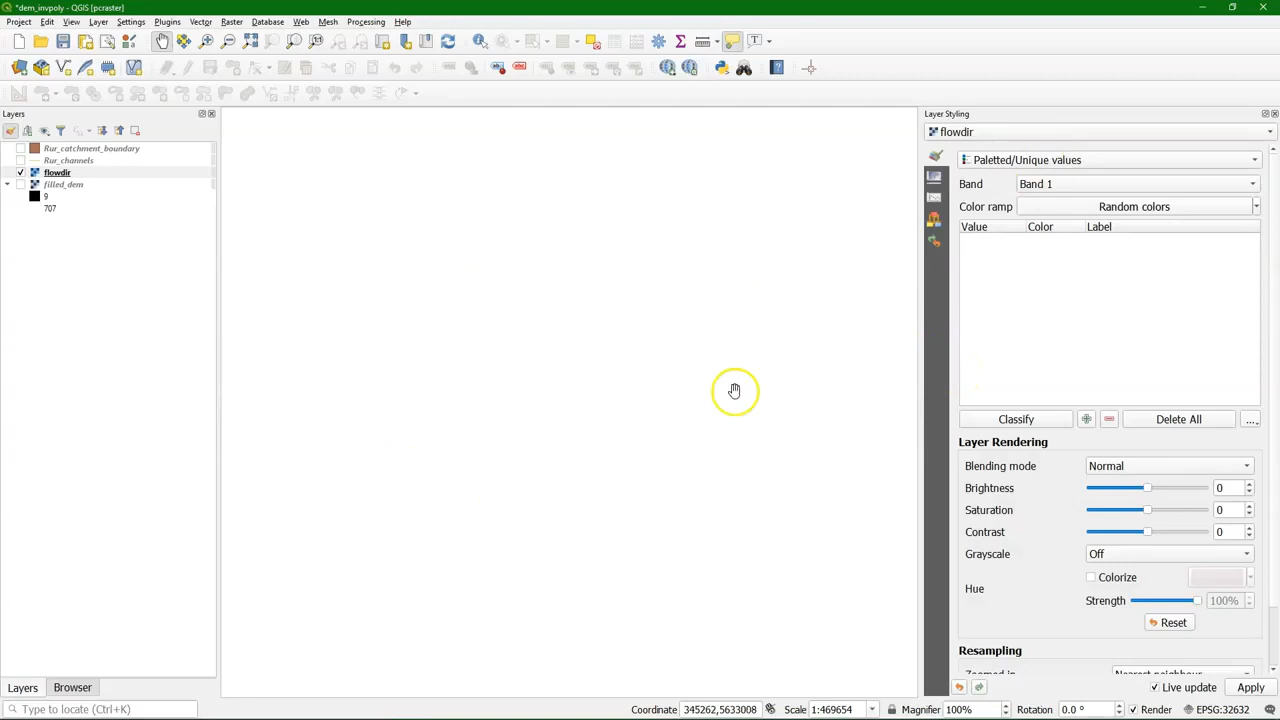 *dem_invpoly - QGIS [pcraster]
Project Edit View Layer Settings Plugins Vector Raster Database Web Mesh Processing Help
Layers
Rur_catchment_boundary
Rur_channels
flowdir
filled_dem
9
707
Layers Browser
Layer Styling
flowdir
Paletted/Unique values
Band Band 1
Color ramp Random colors
Value Color Label
Classify Delete All ...
Layer Rendering
Blending mode Normal
Brightness 0
Saturation 0
Contrast 0
Grayscale Off
Hue Colorize
Strength 100%
Reset
Resampling
Live update Apply
Type to locate (Ctrl+K) Coordinate 345262,5633008 Scale 1:469654 Magnifier 100% Rotation 0.0 ° Render EPSG:32632